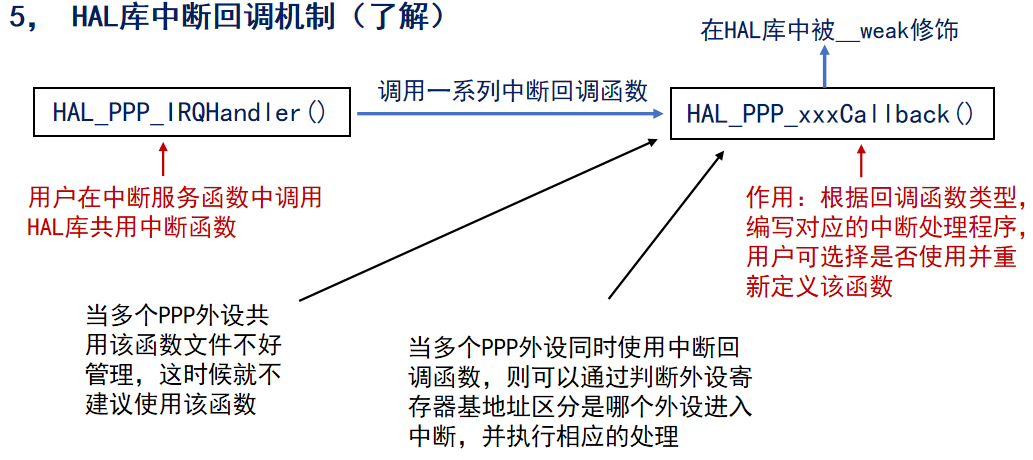 5， HAL库中断回调机制（了解）
在HAL库中被__weak修饰
HAL_PPP_IRQHandler()
调用一系列中断回调函数
HAL_PPP_xxxCallback()
用户在中断服务函数中调用
HAL库共用中断函数
作用：根据回调函数类型，
编写对应的中断处理程序，
用户可选择是否使用并重
新定义该函数
当多个PPP外设共
用该函数文件不好
管理，这时候就不
建议使用该函数
当多个PPP外设同时使用中断回
调函数，则可以通过判断外设寄
存器基地址区分是哪个外设进入
中断，并执行相应的处理